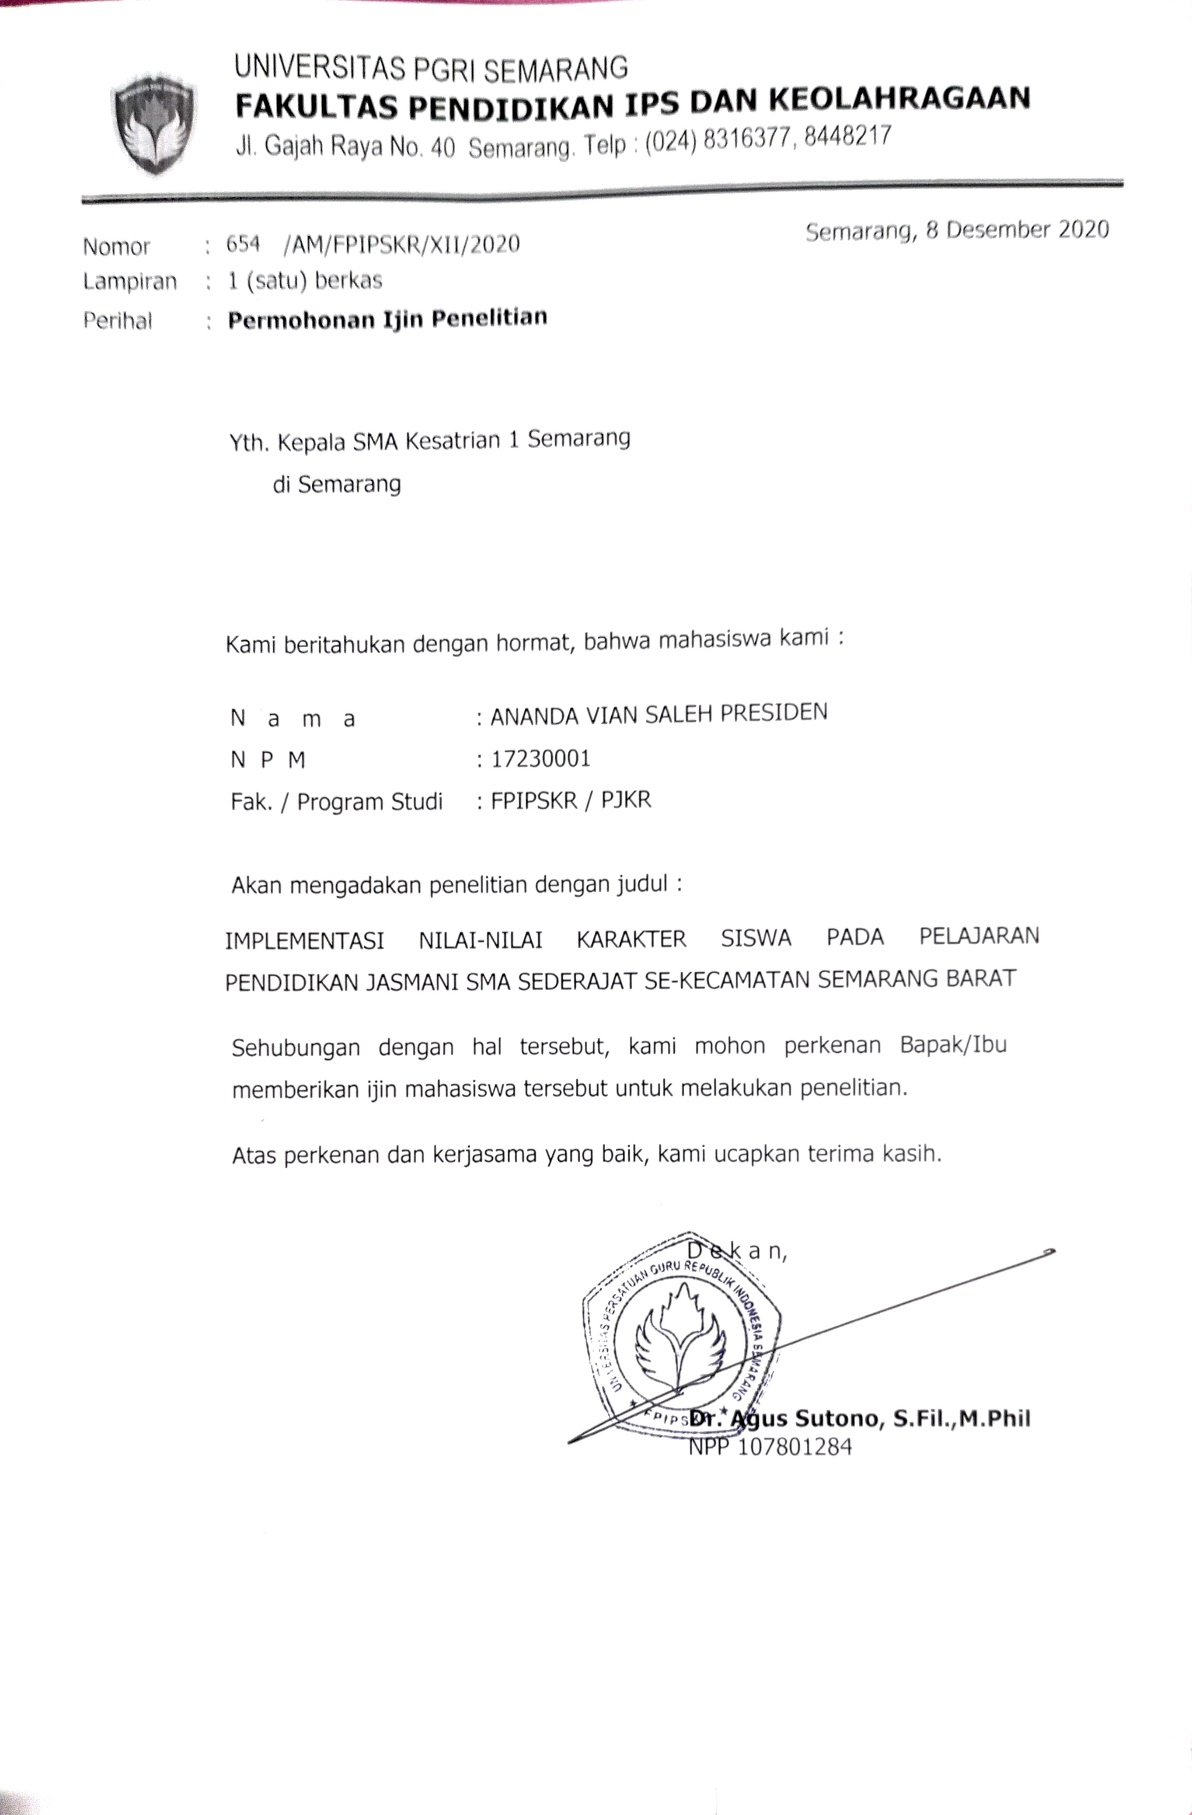 UNIVERSITAS PGRI SEMARANG
FAKULTAS PENDIDIKAN IPS DAN KEOLAHRAGAAN
Jl. Gajah Raya No. 40 Semarang. Telp : (024) 8316377, 8448217
Semarang, 8 Desember 2020
Nomor : 654 /AM/FPIPSKR/XII/2020
Lampiran : 1 (satu) berkas
Perihal : Permohonan Ijin Penelitian
Yth. Kepala SMA Kesatrian 1 Semarang
di Semarang
Kami beritahukan dengan hormat, bahwa mahasiswa kami :
N a m a : ANANDA VIAN SALEH PRESIDEN
N P M : 17230001
Fak. / Program Studi : FPIPSKR / PJKR
Akan mengadakan penelitian dengan judul :
IMPLEMENTASI NILAI-NILAI KARAKTER SISWA PADA PELAJARAN
PENDIDIKAN JASMANI SMA SEDERAJAT SE-KECAMATAN SEMARANG BARAT
Sehubungan dengan hal tersebut, kami mohon perkenan Bapak/Ibu
memberikan ijin mahasiswa tersebut untuk melakukan penelitian.
Atas perkenan dan kerjasama yang baik, kami ucapkan terima kasih.
D e k a n,
UNIVERSITAS PERSATUAN GURU REPUBLIK INDONESIA SEMARANG
Dr. Agus Sutono, S.Fil.,M.Phil
NPP 107801284